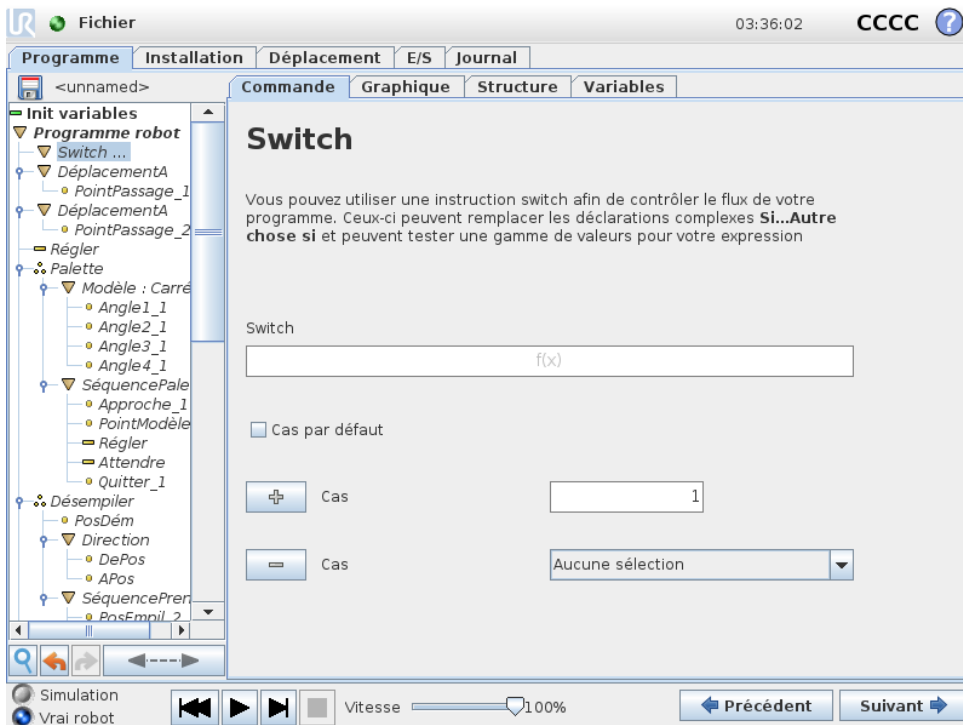 UR Fichier 03:36:02 CCCC ?
Programme Installation Déplacement E/S Journal
<unnamed>
Commande Graphique Structure Variables
Init variables
Programme robot
Switch ...
DéplacementA
PointPassage_1
DéplacementA
PointPassage_2
Régler
Palette
Modèle : Carré
Angle1_1
Angle2_1
Angle3_1
Angle4_1
SéquencePale
Approche_1
PointModèle
Régler
Attendre
Quitter_1
Désempiler
PosDém
Direction
DePos
APos
SéquencePren
PosEmpil_2
Switch
Vous pouvez utiliser une instruction switch afin de contrôler le flux de votre
programme. Ceux-ci peuvent remplacer les déclarations complexes Si...Autre
chose si et peuvent tester une gamme de valeurs pour votre expression
Switch
f(x)
Cas par défaut
Cas 1
Cas Aucune sélection
Simulation
Vrai robot
Vitesse 100%
Précédent Suivant